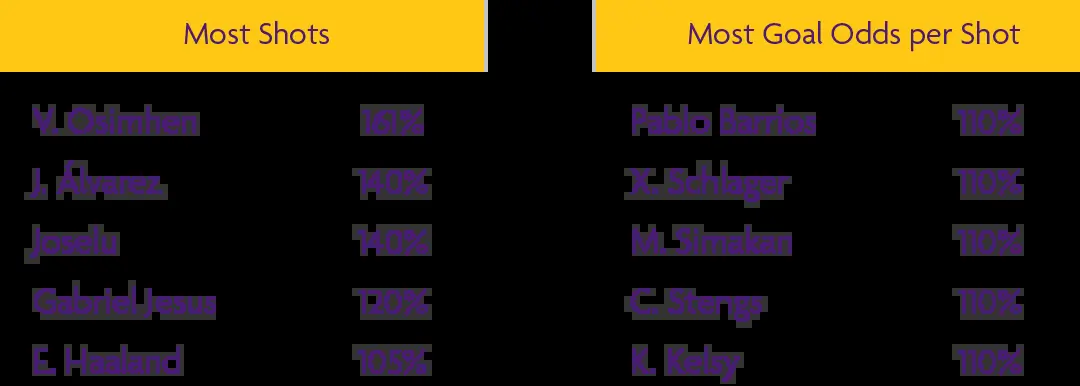 Most Shots
V. Osimhen 161%
J. Álvarez 140%
Joselu 140%
Gabriel Jesus 120%
E. Haaland 105%
Most Goal Odds per Shot
Pablo Barrios 110%
X. Schlager 110%
M. Simakan 110%
C. Stengs 110%
K. Kelsy 110%